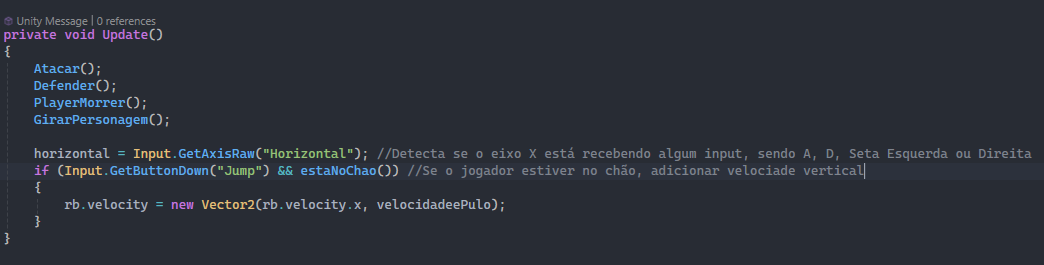 Unity Message | 0 references
private void Update()
{
    Atacar();
    Defender();
    PlayerMorrer();
    GirarPersonagem();
    horizontal = Input.GetAxisRaw("Horizontal"); //Detecta se o eixo X está recebendo algum input, sendo A, D, Seta Esquerda ou Direita
    if (Input.GetButtonDown("Jump") && estaNoChao()) //Se o jogador estiver no chão, adicionar velociade vertical
    {
        rb.velocity = new Vector2(rb.velocity.x, velocidadeePulo);
    }
}